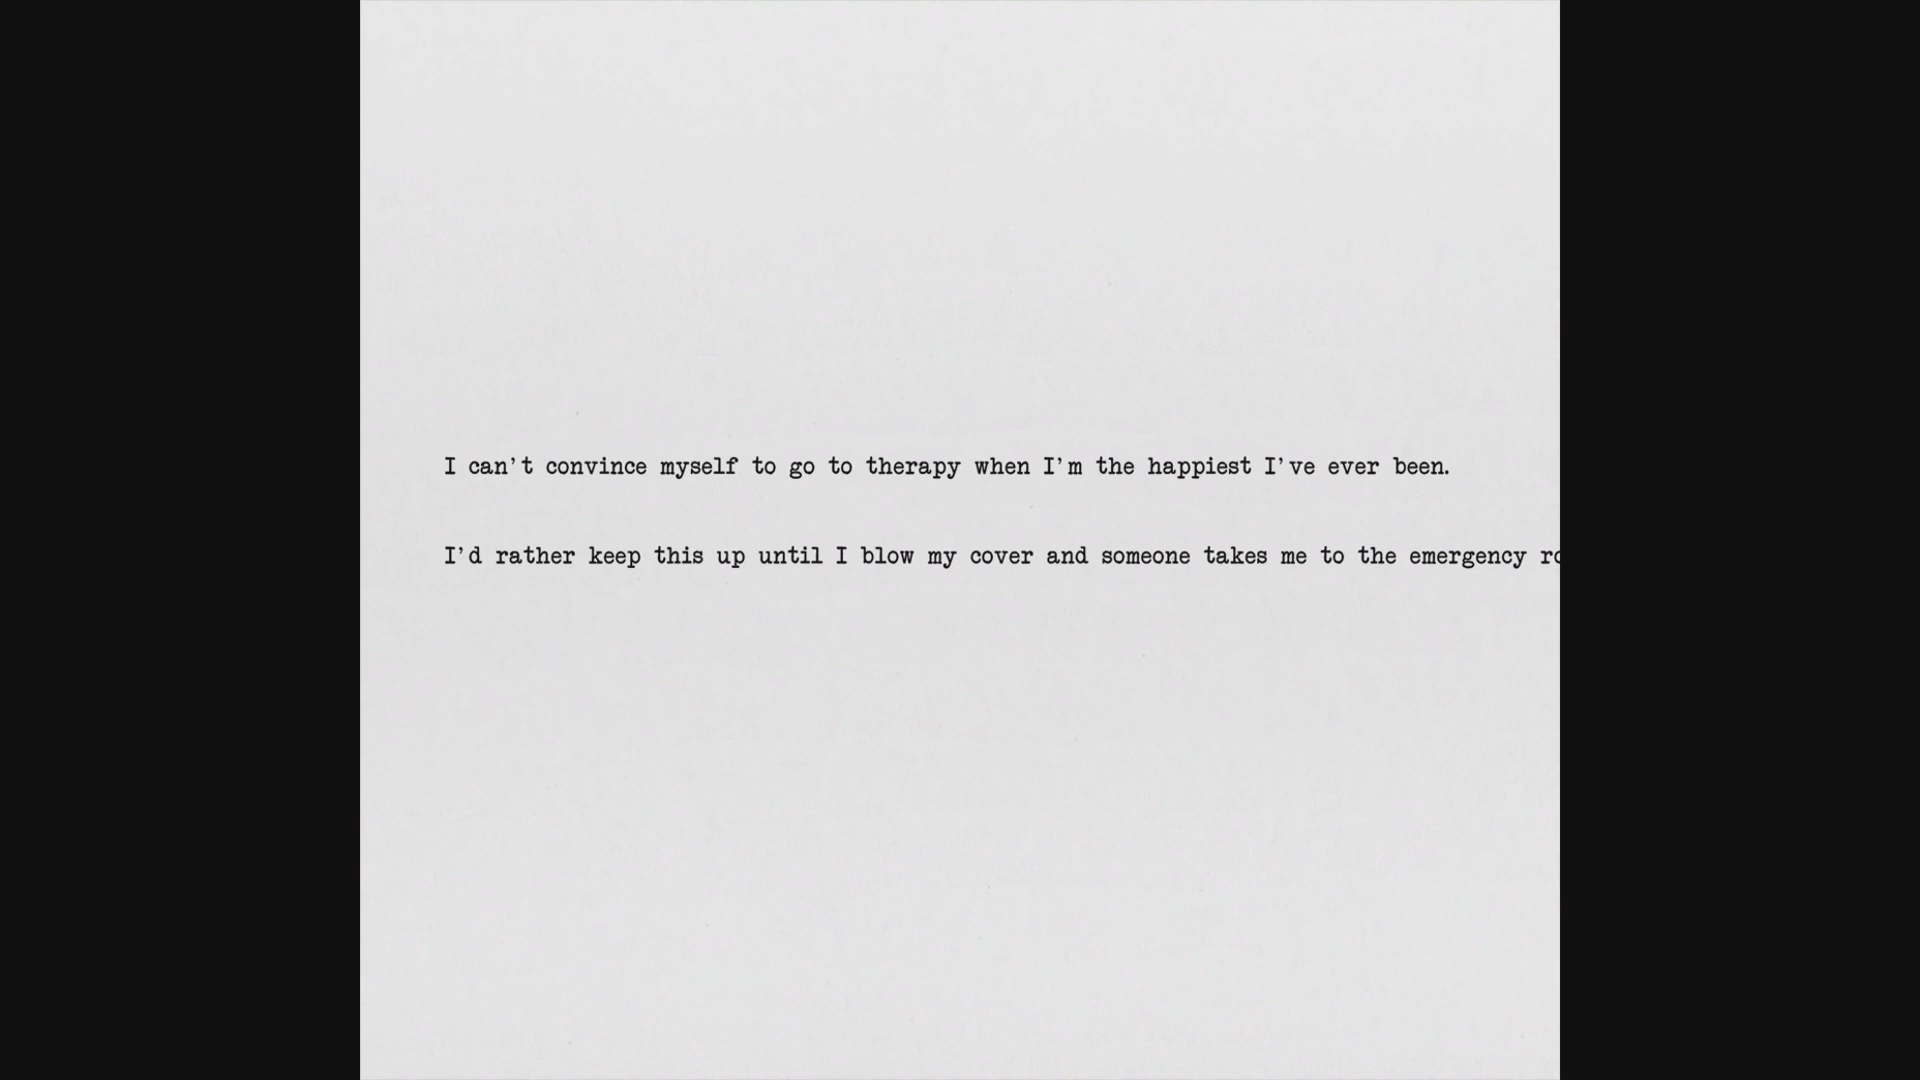 I can't convince myself to go to therapy when I'm the happiest I've ever been.
I'd rather keep this up until I blow my cover and someone takes me to the emergency